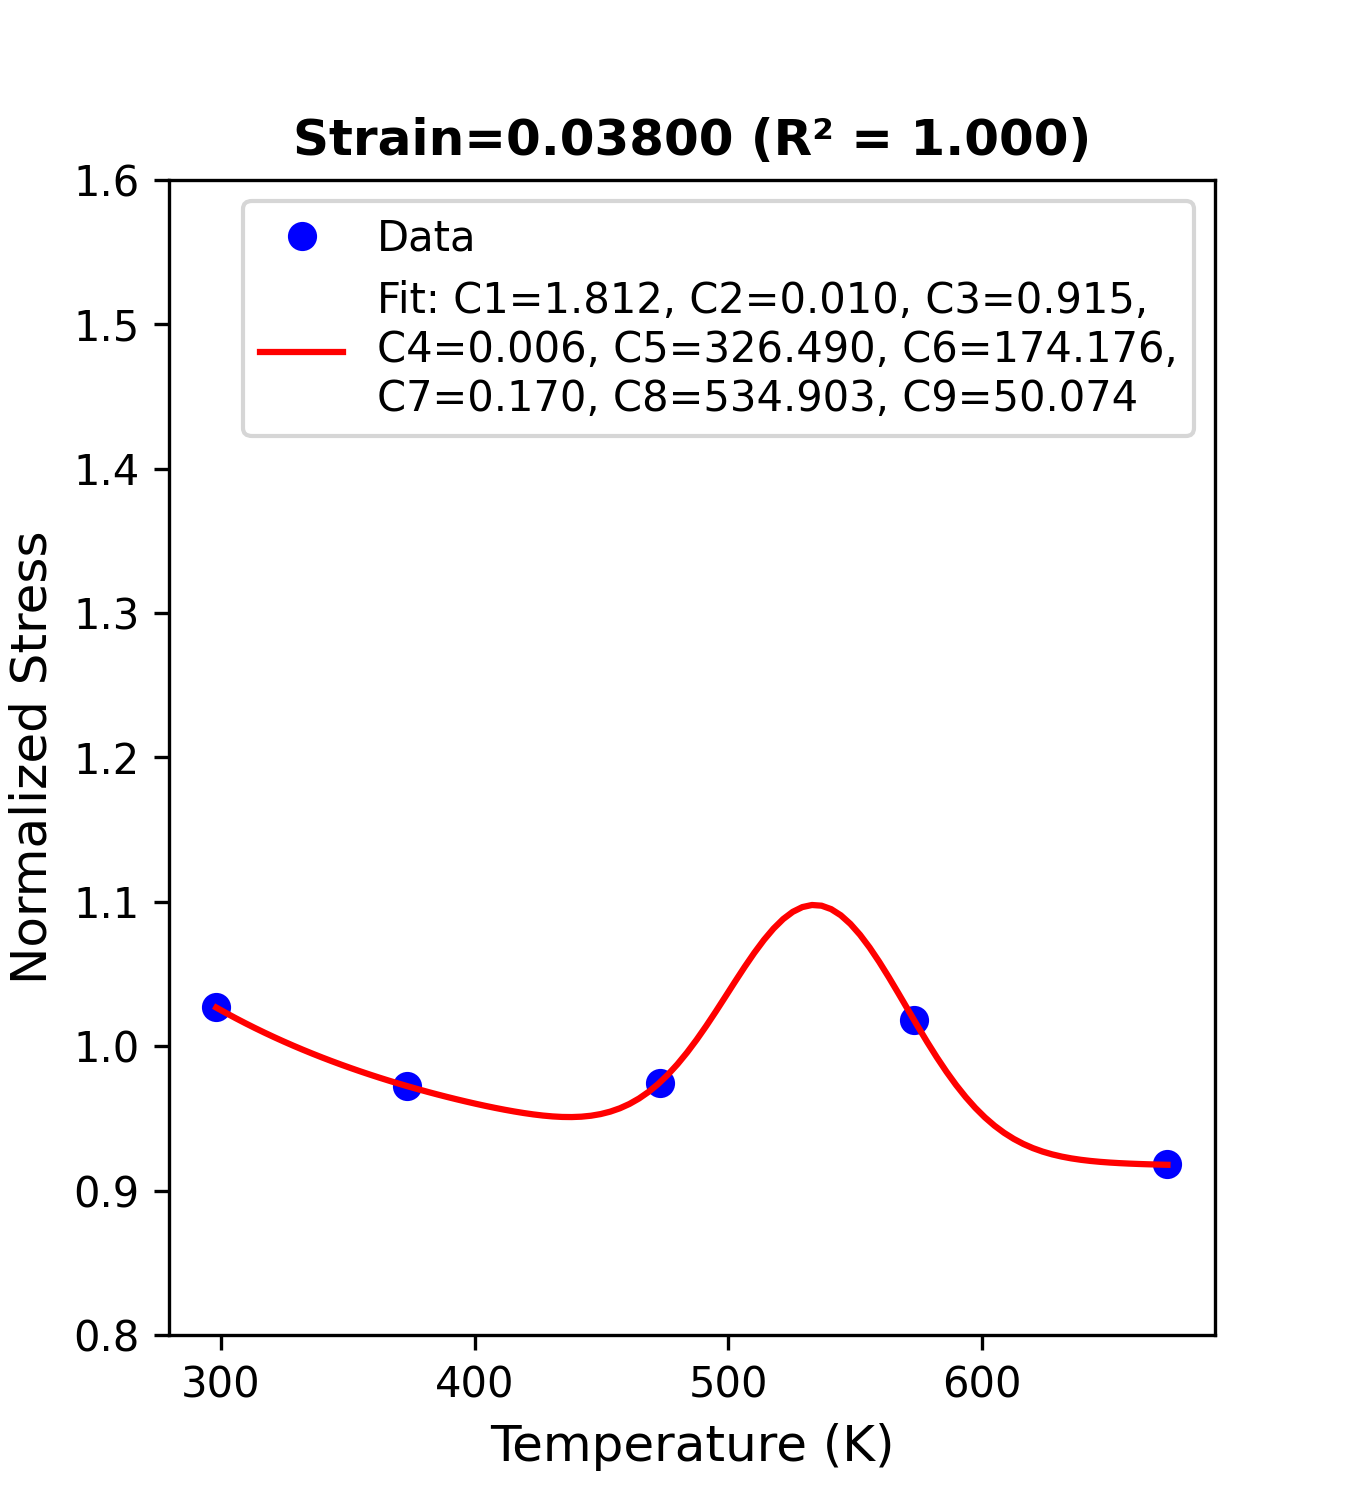 Strain=0.03800 (R² = 1.000)
1.6
1.5
1.4
1.3
1.2
1.1
1.0
0.9
0.8
Normalized Stress
Data
Fit: C1=1.812, C2=0.010, C3=0.915,
C4=0.006, C5=326.490, C6=174.176,
C7=0.170, C8=534.903, C9=50.074
300 400 500 600
Temperature (K)